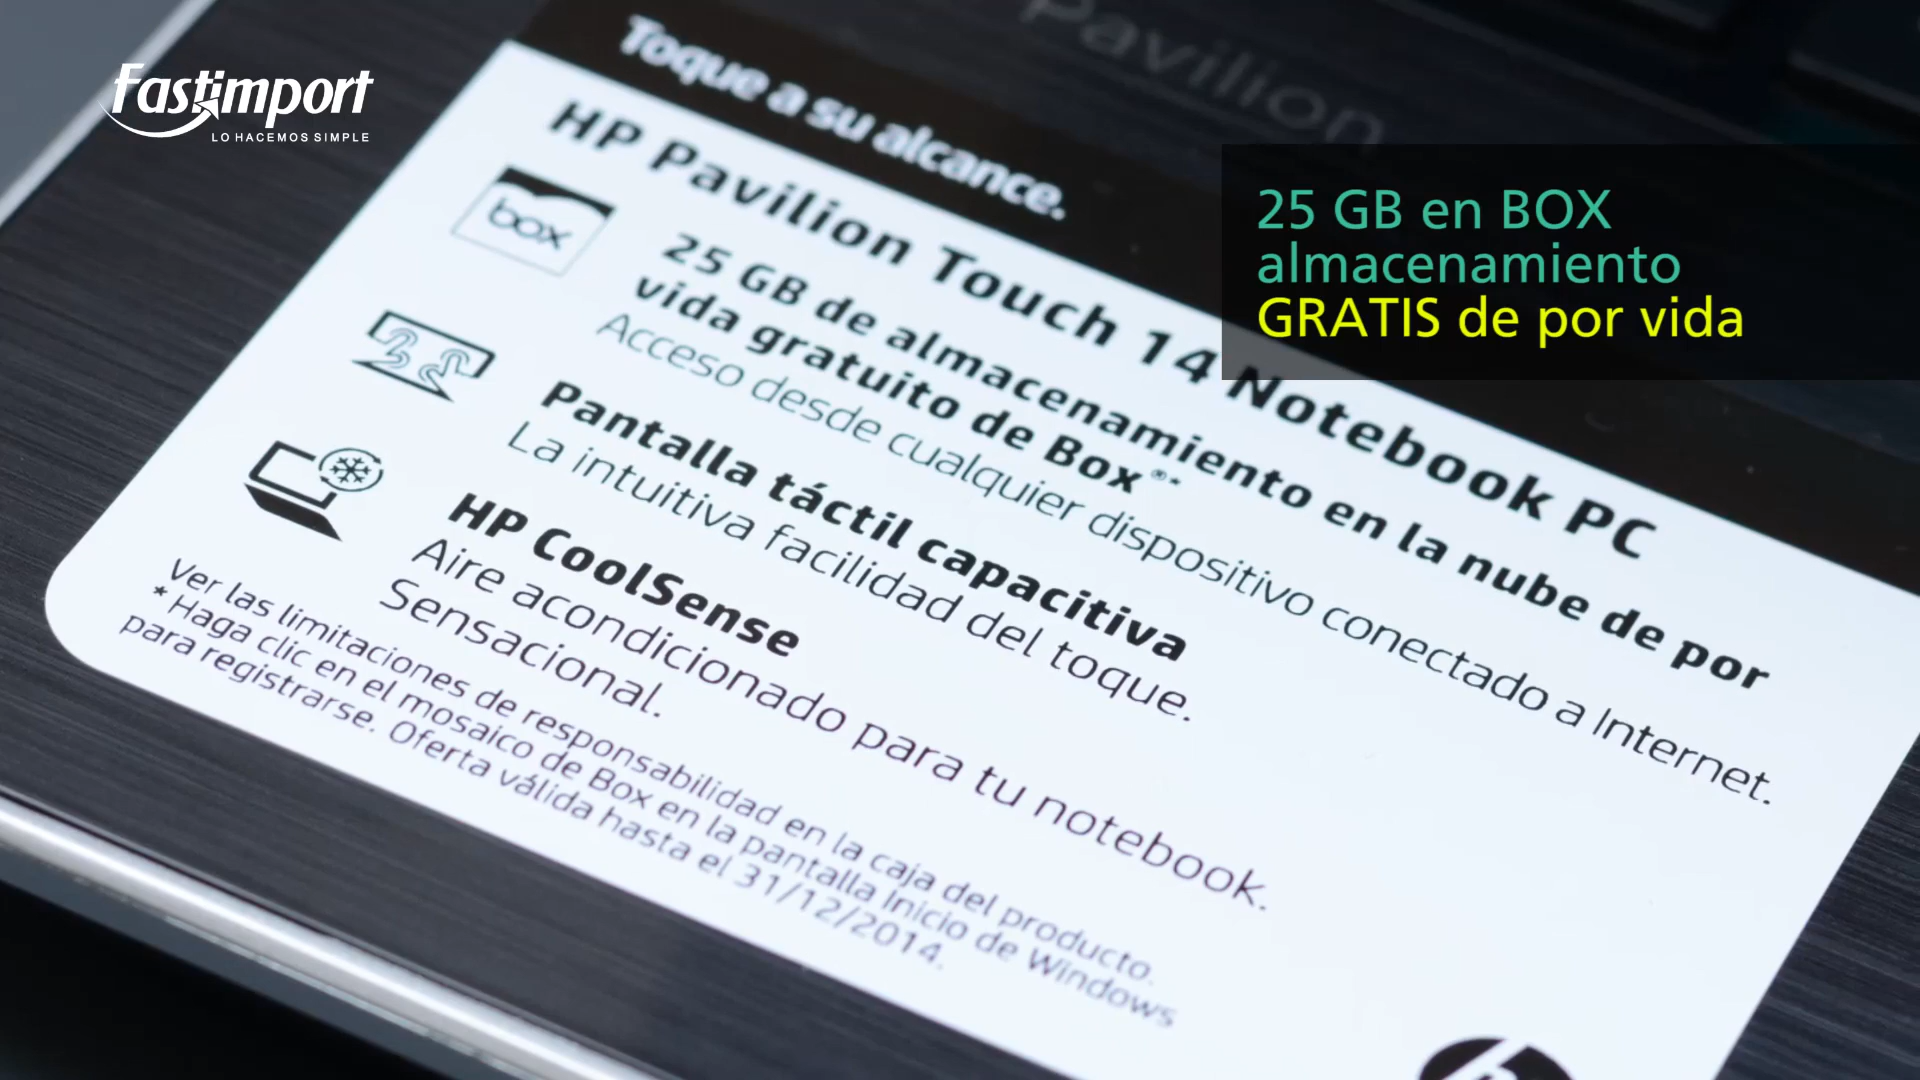 Fastimport
LO HACEMOS SIMPLE
Pavilion
25 GB en BOX
almacenamiento
GRATIS de por vida
Toque a su alcance.
HP Pavilion Touch 14 Notebook PC
box
25 GB de almacenamiento en la nube de por
vida gratuito de Box®*
Acceso desde cualquier dispositivo conectado a Internet.
Pantalla táctil capacitiva
La intuitiva facilidad del toque.
HP CoolSense
Aire acondicionado para tu notebook.
Sensacional.
Ver las limitaciones de responsabilidad en la caja del producto.
*Haga clic en el mosaico de Box en la pantalla Inicio de Windows
para registrarse. Oferta válida hasta el 31/12/2014.